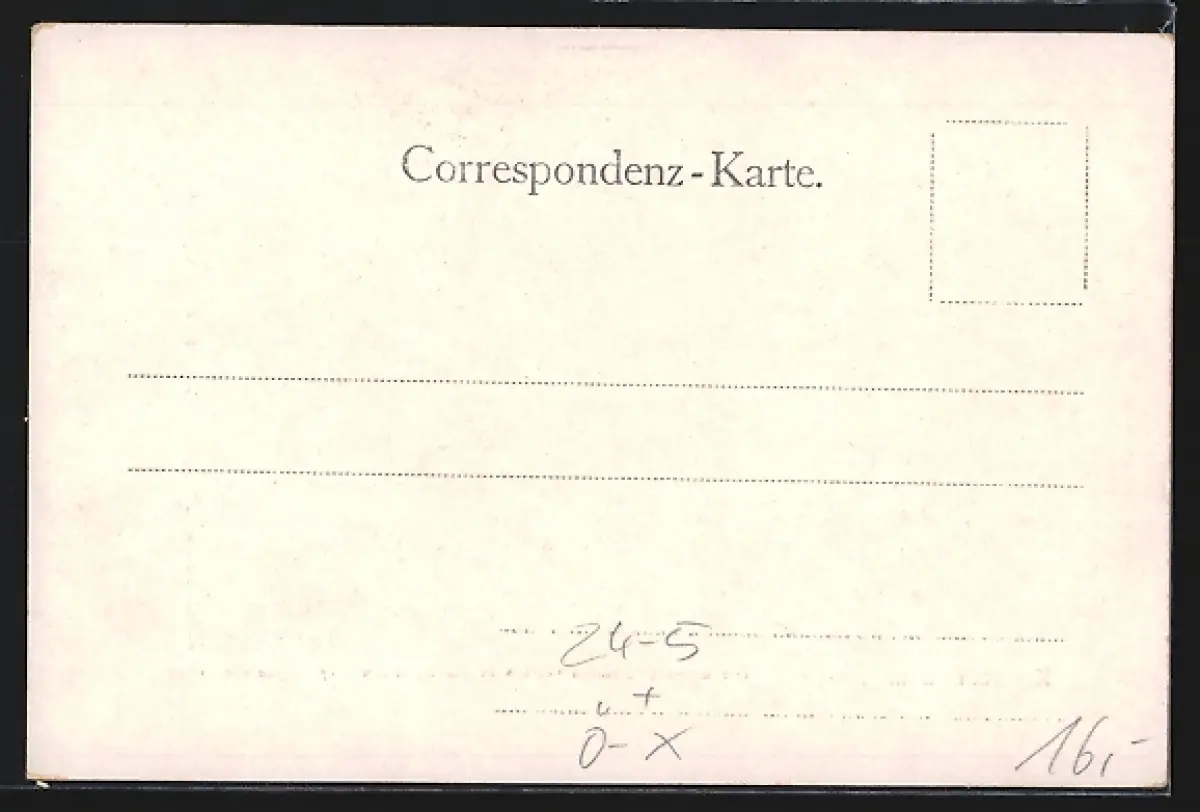 Correspondenz-Karte.
24-5
+
0- X
16,-